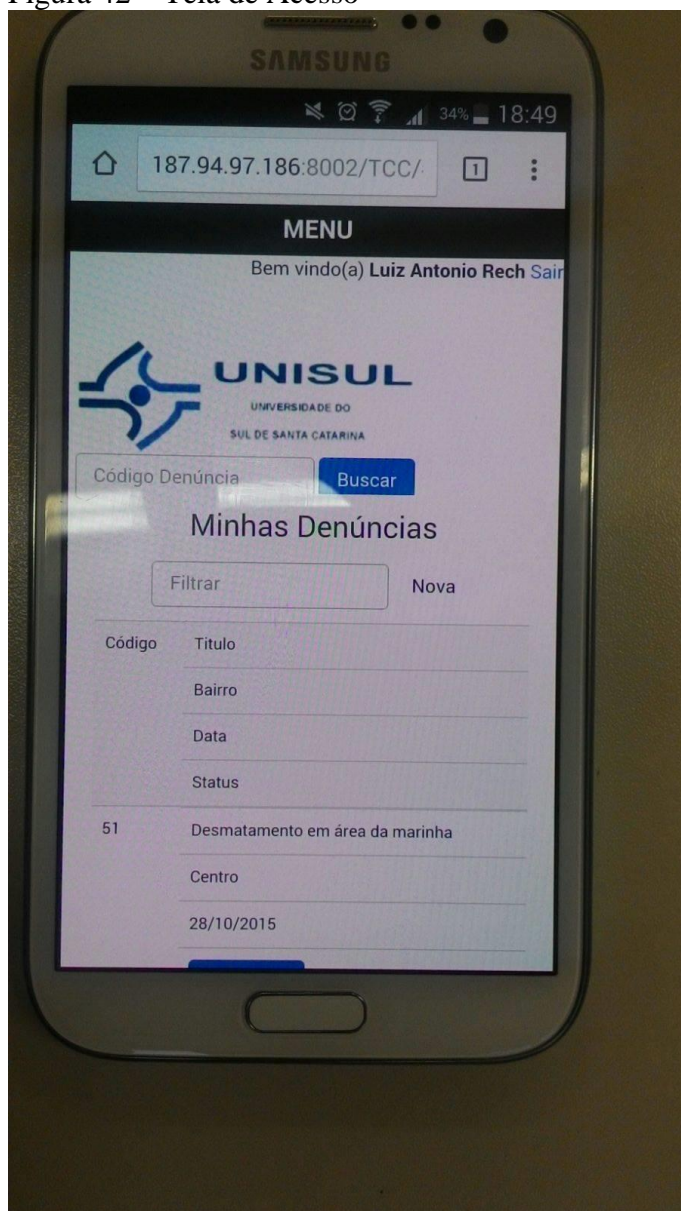 Figura 42 – Tela de Acesso
SAMSUNG
34% 18:49
187.94.97.186:8002/TCC/
1
MENU
Bem vindo(a) Luiz Antonio Rech Sair
UNISUL
UNIVERSIDADE DO
SUL DE SANTA CATARINA
Código Denúncia Buscar
Minhas Denúncias
Filtrar Nova
Código Titulo
Bairro
Data
Status
51 Desmatamento em área da marinha
Centro
28/10/2015